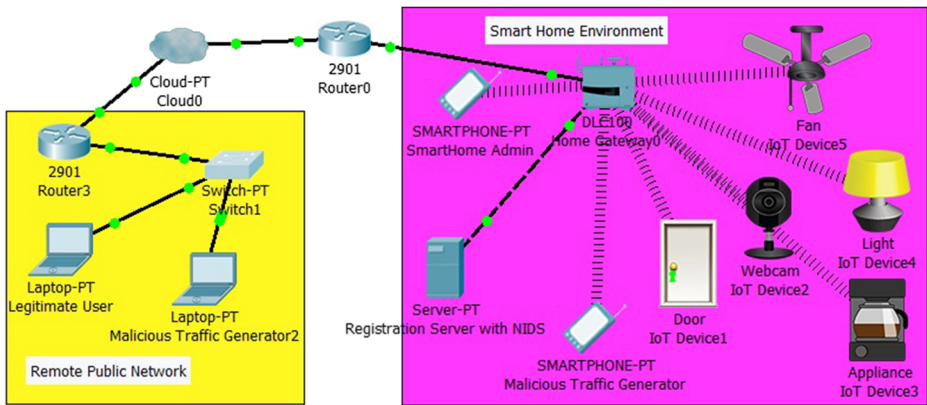 Smart Home Environment
Cloud-PT
Cloud0
2901
Router0
SMARTPHONE-PT
SmartHome Admin
DLC100
Home Gateway0
Fan
IoT Device5
2901
Router3
Switch-PT
Switch1
Light
IoT Device4
Webcam
IoT Device2
Laptop-PT
Legitimate User
Laptop-PT
Malicious Traffic Generator2
Server-PT
Registration Server with NIDS
Door
IoT Device1
SMARTPHONE-PT
Malicious Traffic Generator
Appliance
IoT Device3
Remote Public Network